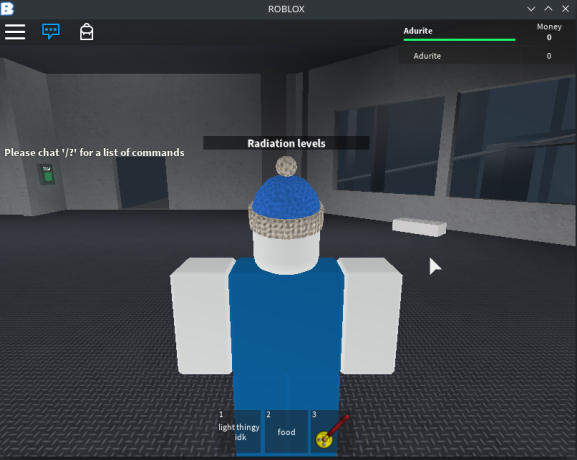 ROBLOX
Adurite
Money
0
Adurite
0
Radiation levels
Please chat '/?' for a list of commands
1
light thingy
idk
2
food
3